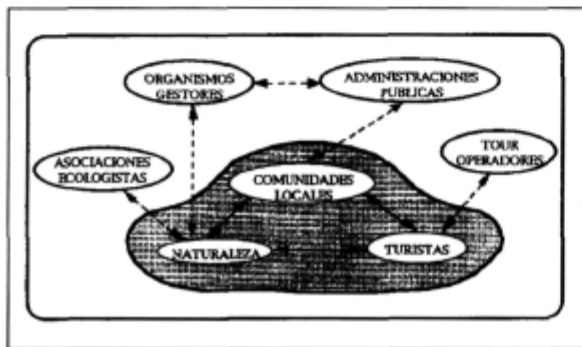 ORGANISMOS
GESTORES
ADMINISTRACIONES
PUBLICAS
ASOCIACIONES
ECOLOGISTAS
TOUR
OPERADORES
COMUNIDADES
LOCALES
NATURALEZA
TURISTAS